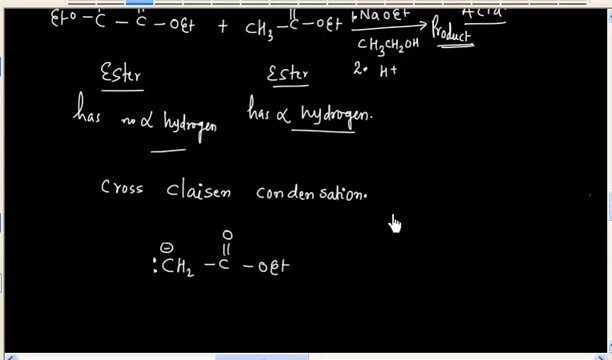 EtO - C - C - OEt + CH3 - C - OEt 1. NaOEt Product
CH3CH2OH
2. H+
Ester Ester
has no α hydrogen has α hydrogen.
Cross claisen condensation.
⊖ O
:CH2 - C - OEt